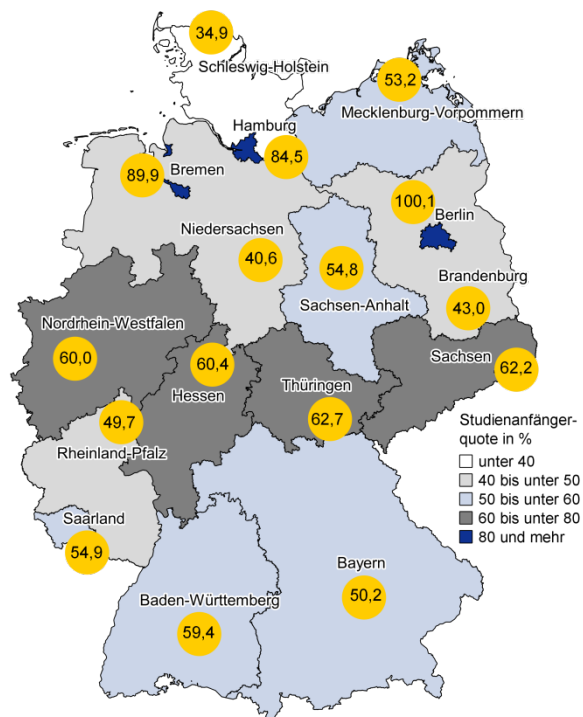 34,9
Schleswig-Holstein
53,2
Mecklenburg-Vorpommern
Hamburg
84,5
Bremen
89,9
100,1
Berlin
Niedersachsen
40,6
54,8
Sachsen-Anhalt
Brandenburg
43,0
Nordrhein-Westfalen
60,0
60,4
Hessen
Thüringen
62,7
Sachsen
62,2
49,7
Rheinland-Pfalz
Saarland
54,9
Bayern
50,2
Baden-Württemberg
59,4
Studienanfänger-
quote in %
unter 40
40 bis unter 50
50 bis unter 60
60 bis unter 80
80 und mehr